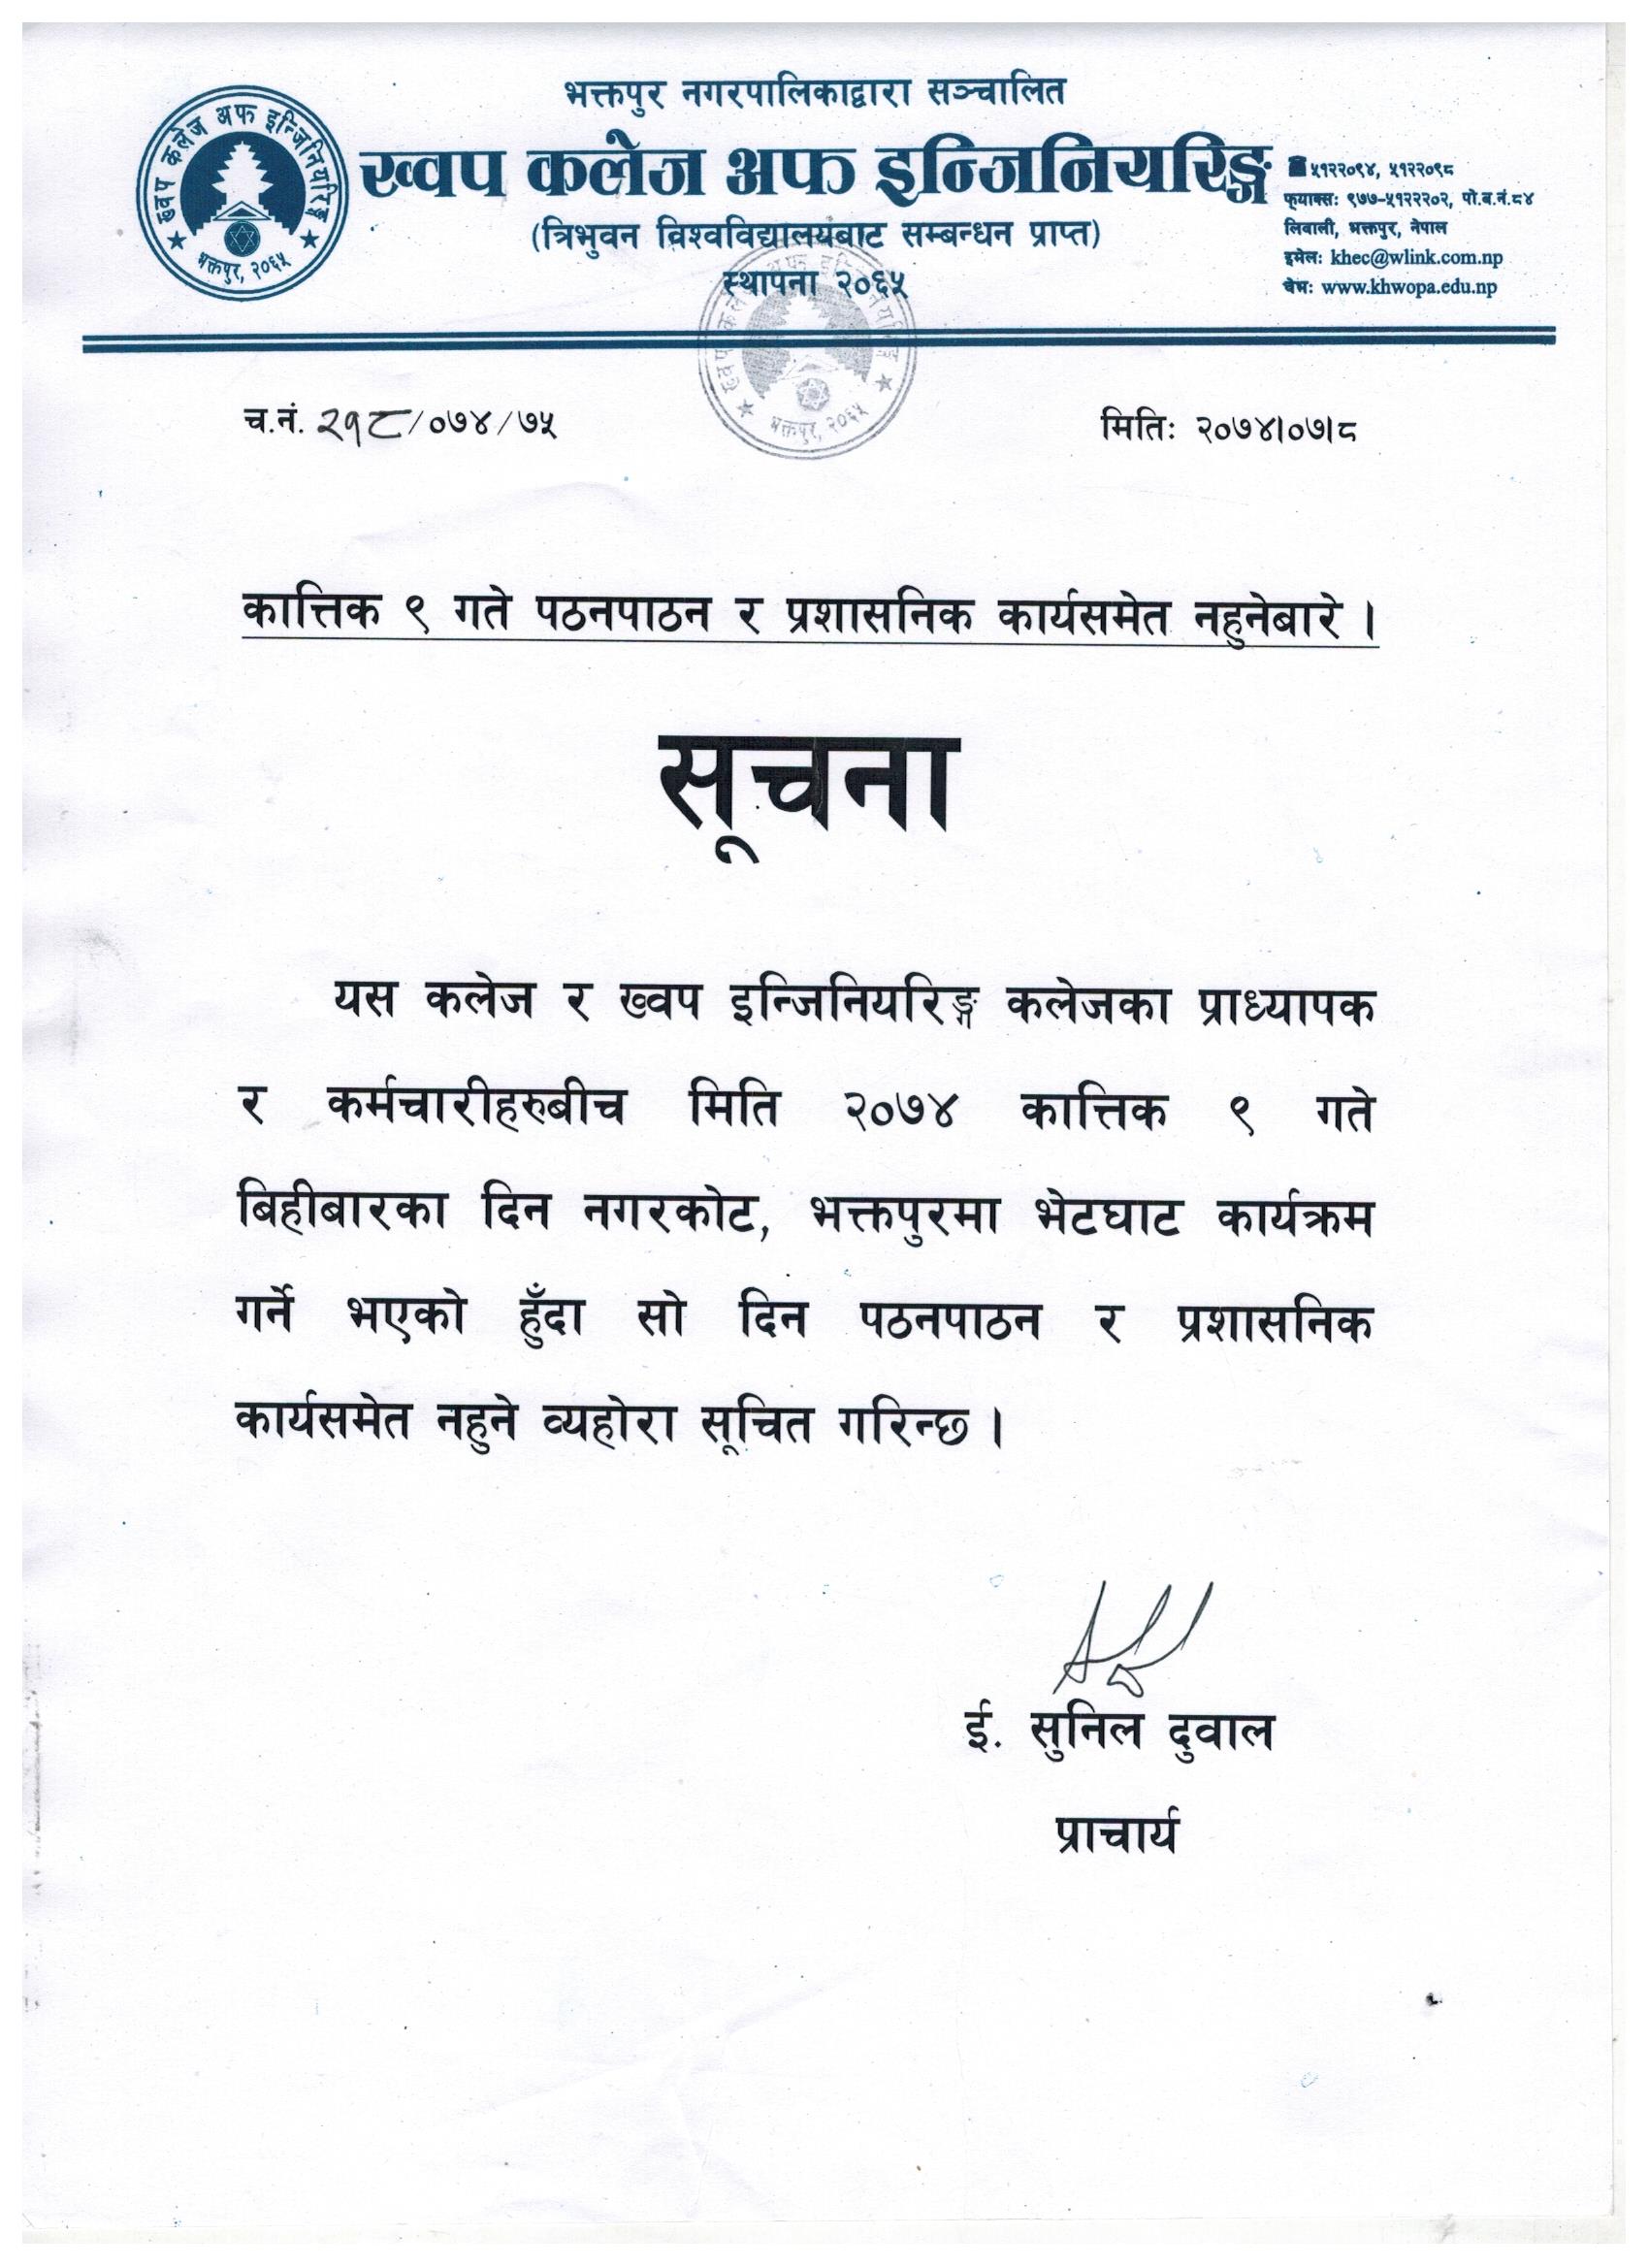 भक्तपुर नगरपालिकाद्वारा सञ्चालित
ख्वप कलेज अफ इन्जिनियरिङ्ग
(त्रिभुवन विश्वविद्यालयबाट सम्बन्धन प्राप्त)
स्थापना २०६५
ख्वप कलेज अफ इन्जिनियरिङ्ग
भक्तपुर, २०६५
☎५१२२०९४, ५१२२०९८
फ्याक्सः ९७७-५१२२२०२, पो.ब.नं.८४
लिवाली, भक्तपुर, नेपाल
इमेलः khec@wlink.com.np
वेभः www.khwopa.edu.np
भक्तपुर, २०६५
च.नं. २१८/०७४/७५
मितिः २०७४।०७।८
कात्तिक ९ गते पठनपाठन र प्रशासनिक कार्यसमेत नहुनेबारे ।
सूचना
यस कलेज र ख्वप इन्जिनियरिङ्ग कलेजका प्राध्यापक
र कर्मचारीहरुबीच मिति २०७४ कात्तिक ९ गते
बिहीबारका दिन नगरकोट, भक्तपुरमा भेटघाट कार्यक्रम
गर्ने भएको हुँदा सो दिन पठनपाठन र प्रशासनिक
कार्यसमेत नहुने व्यहोरा सूचित गरिन्छ ।
ई. सुनिल दुवाल
प्राचार्य